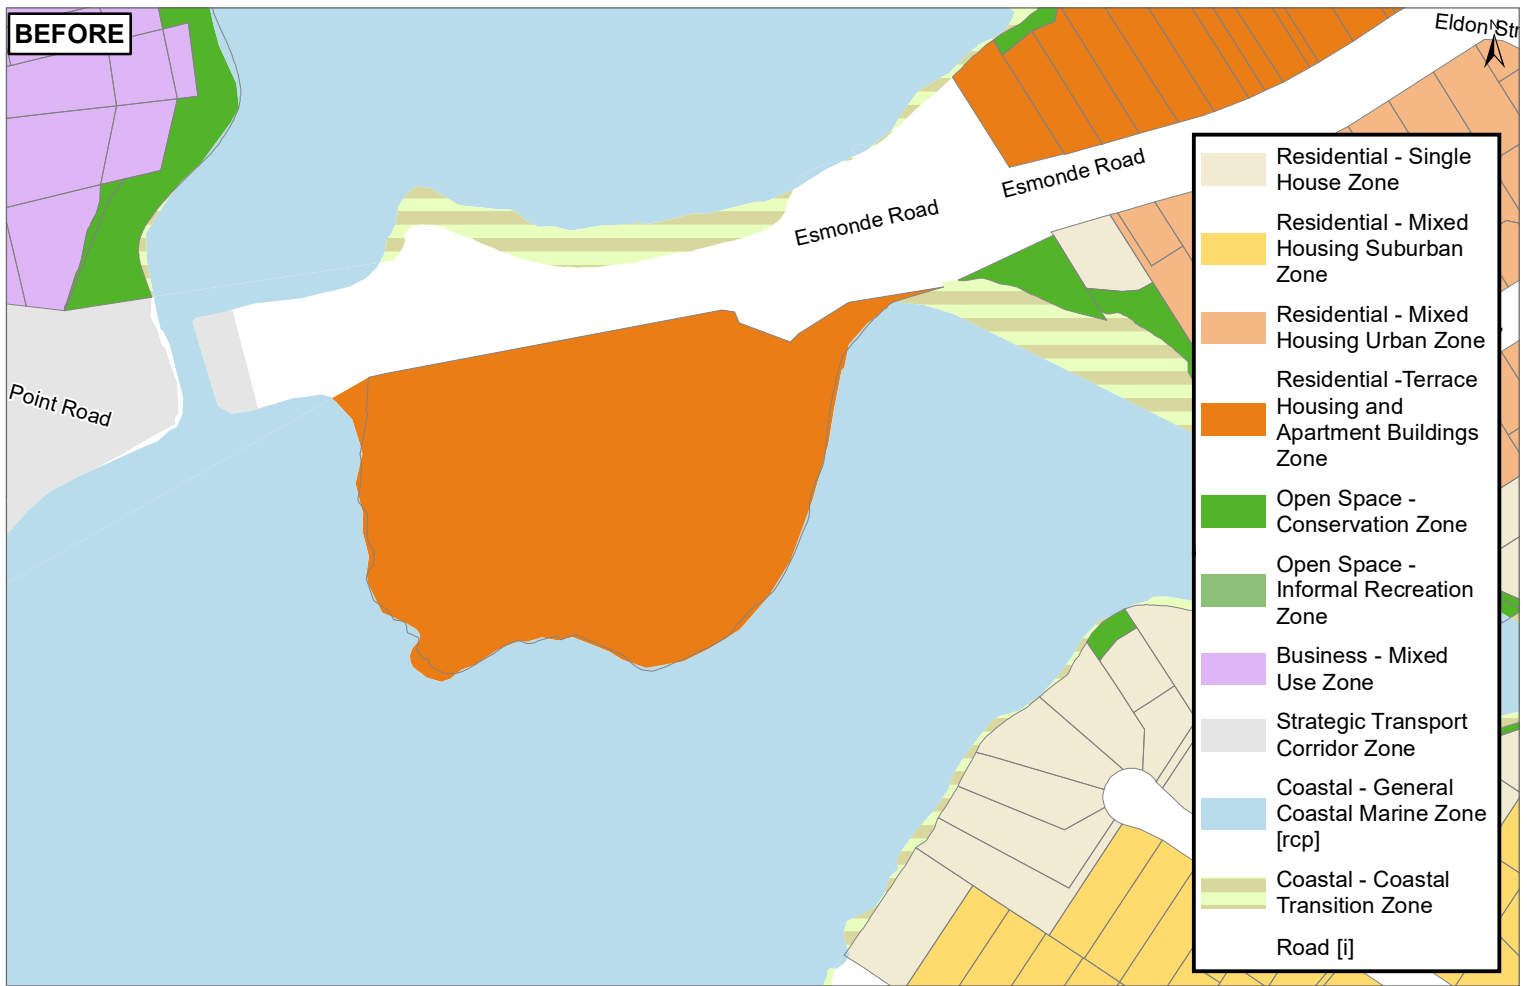 BEFORE
Eldon Str
N
Esmonde Road
Esmonde Road
Point Road
Residential - Single
House Zone
Residential - Mixed
Housing Suburban
Zone
Residential - Mixed
Housing Urban Zone
Residential -Terrace
Housing and
Apartment Buildings
Zone
Open Space -
Conservation Zone
Open Space -
Informal Recreation
Zone
Business - Mixed
Use Zone
Strategic Transport
Corridor Zone
Coastal - General
Coastal Marine Zone
[rcp]
Coastal - Coastal
Transition Zone
Road [i]